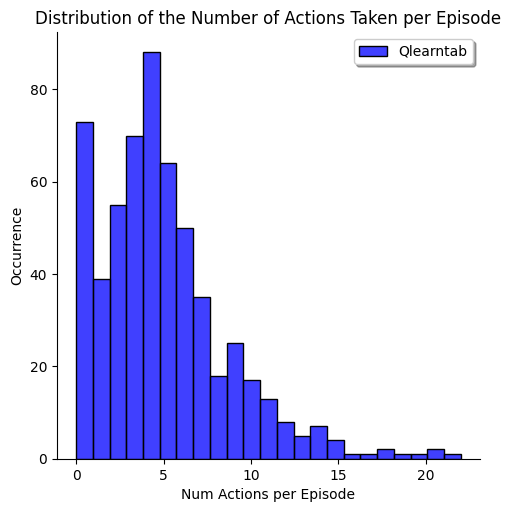 Distribution of the Number of Actions Taken per Episode
Qlearntab
80
60
40
20
0
Occurrence
0 5 10 15 20
Num Actions per Episode